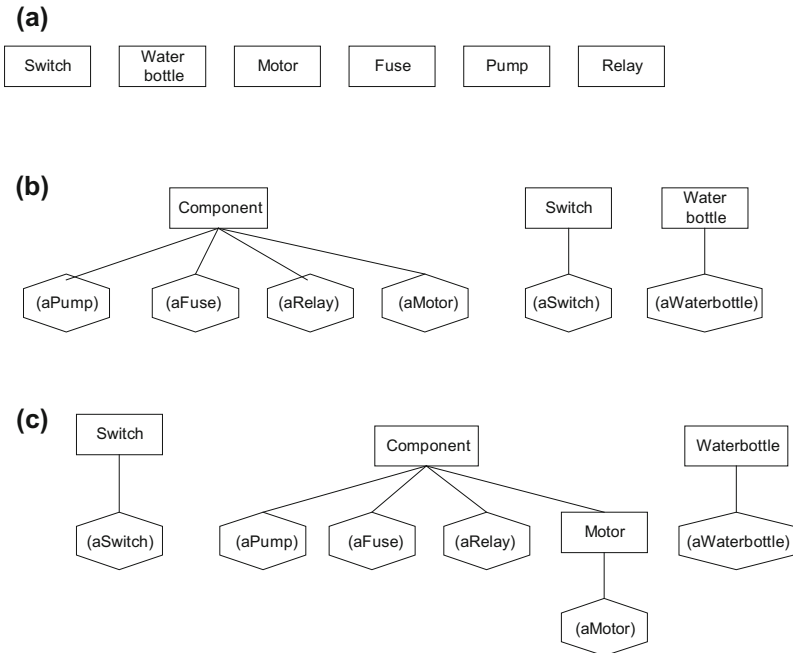 (a)
Switch
Water
bottle
Motor
Fuse
Pump
Relay
(b)
Component
Switch
Water
bottle
(aPump)
(aFuse)
(aRelay)
(aMotor)
(aSwitch)
(aWaterbottle)
(c)
Switch
Component
Waterbottle
(aSwitch)
(aPump)
(aFuse)
(aRelay)
Motor
(aWaterbottle)
(aMotor)